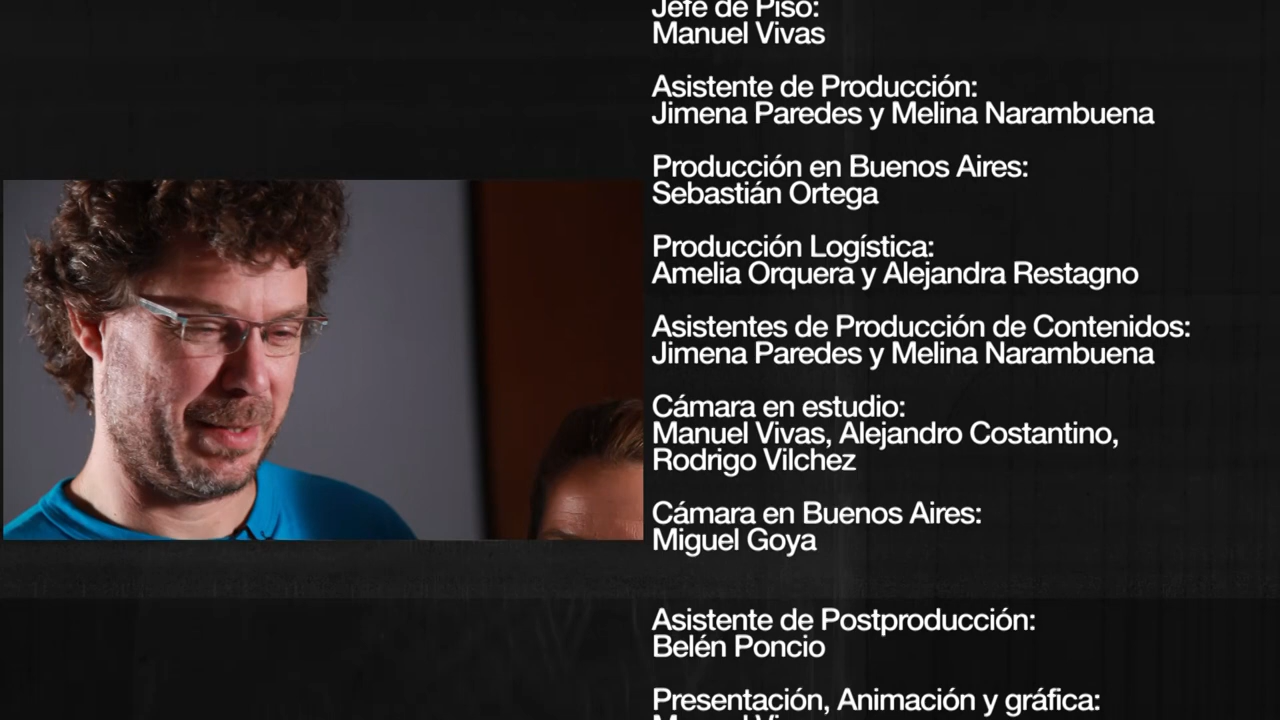 Jefe de Piso:
Manuel Vivas
Asistente de Producción:
Jimena Paredes y Melina Narambuena
Producción en Buenos Aires:
Sebastián Ortega
Producción Logística:
Amelia Orquera y Alejandra Restagno
Asistentes de Producción de Contenidos:
Jimena Paredes y Melina Narambuena
Cámara en estudio:
Manuel Vivas, Alejandro Costantino,
Rodrigo Vilchez
Cámara en Buenos Aires:
Miguel Goya
Asistente de Postproducción:
Belén Poncio
Presentación, Animación y gráfica: